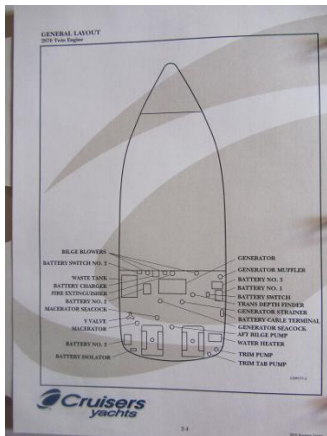 GENERAL LAYOUT
2870 Twin Engine
BILGE BLOWERS
BATTERY SWITCH NO. 2
WASTE TANK
BATTERY CHARGER
FIRE EXTINGUISHER
BATTERY NO. 2
MACERATOR SEACOCK
Y VALVE
MACERATOR
BATTERY NO. 2
BATTERY ISOLATOR
GENERATOR
GENERATOR MUFFLER
BATTERY NO. 3
BATTERY NO. 1
BATTERY SWITCH
TRANS DEPTH FINDER
GENERATOR STRAINER
BATTERY CABLE TERMINAL
GENERATOR SEACOCK
AFT BILGE PUMP
WATER HEATER
TRIM PUMP
TRIM TAB PUMP
Cruisers
yachts